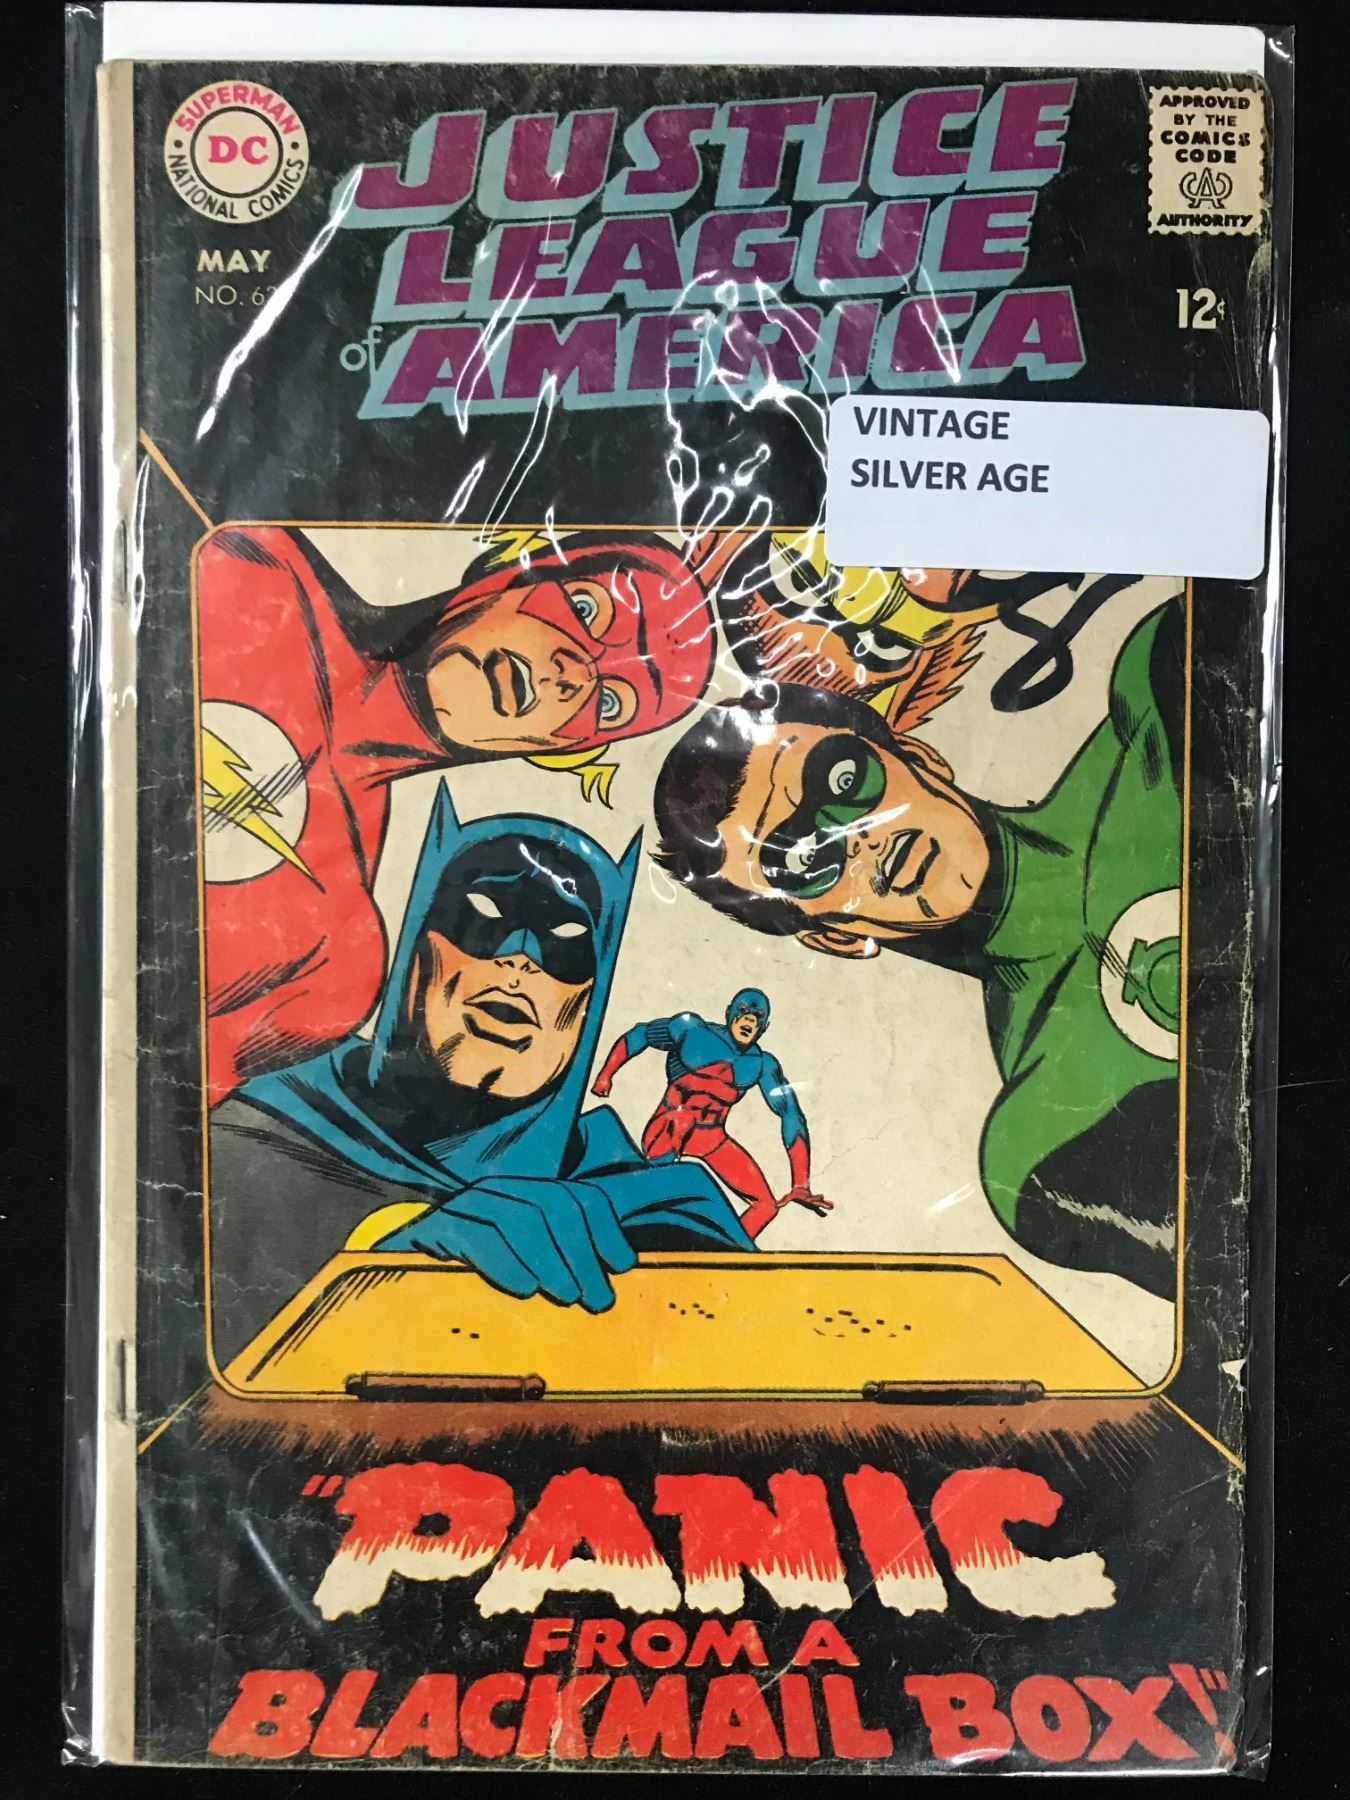 SUPERMAN
DC
NATIONAL COMICS
MAY
JUSTICE
LEAGUE
of AMERICA
APPROVED
BY THE
COMICS
CODE
CA
AUTHORITY
12¢
VINTAGE
SILVER AGE
"PANIC
FROM A
BLACKMAIL BOX!"